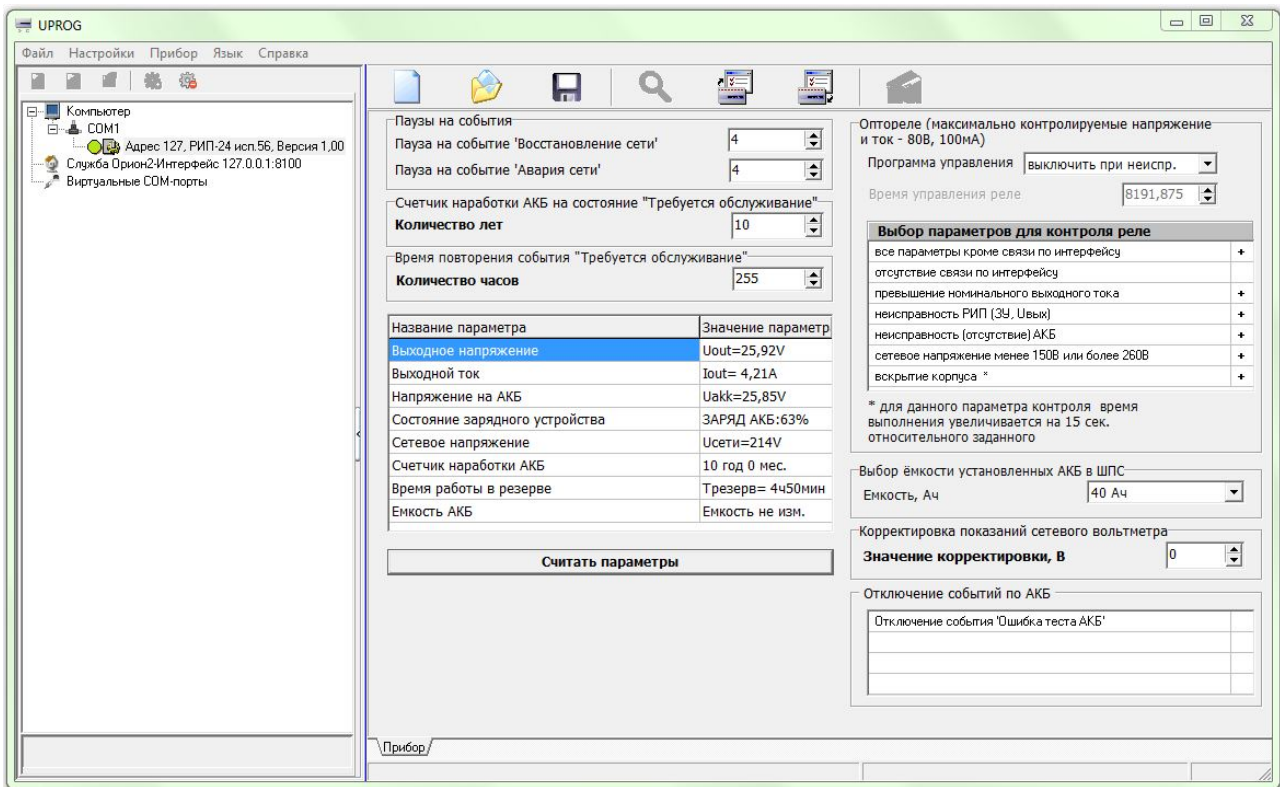 UPROG
Файл Настройки Прибор Язык Справка
Компьютер
COM1
Адрес 127, РИП-24 исп.56, Версия 1,00
Служба Орион2-Интерфейс 127.0.0.1:8100
Виртуальные COM-порты
Паузы на события
Пауза на событие 'Восстановление сети' 4
Пауза на событие 'Авария сети' 4
Счетчик наработки АКБ на состояние "Требуется обслуживание"
Количество лет 10
Время повторения события "Требуется обслуживание"
Количество часов 255
Название параметра Значение параметр
Выходное напряжение Uout=25,92V
Выходной ток Iout= 4,21A
Напряжение на АКБ Uakk=25,85V
Состояние зарядного устройства ЗАРЯД АКБ:63%
Сетевое напряжение Uсети=214V
Счетчик наработки АКБ 10 год 0 мес.
Время работы в резерве Tрезерв= 4ч50мин
Емкость АКБ Емкость не изм.
Считать параметры
Оптореле (максимально контролируемые напряжение
и ток - 80В, 100мА)
Программа управления выключить при неиспр.
Время управления реле 8191,875
Выбор параметров для контроля реле
все параметры кроме связи по интерфейсу +
отсутствие связи по интерфейсу
превышение номинального выходного тока +
неисправность РИП (ЗУ, Uвых) +
неисправность (отсутствие) АКБ +
сетевое напряжение менее 150В или более 260В +
вскрытие корпуса * +
* для данного параметра контроля время
выполнения увеличивается на 15 сек.
относительного заданного
Выбор ёмкости установленных АКБ в ШПС
Емкость, Ач 40 Ач
Корректировка показаний сетевого вольтметра
Значение корректировки, В 0
Отключение событий по АКБ
Отключение события 'Ошибка теста АКБ'
Прибор